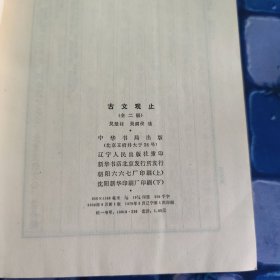 古文观止
(全二册)
吴楚材 吴调侯 选
中华书局出版
(北京王府井大街36号)
辽宁人民出版社重印
新华书店北京发行所发行
朝阳六六七厂印刷(上)
沈阳新华印刷厂印刷(下)